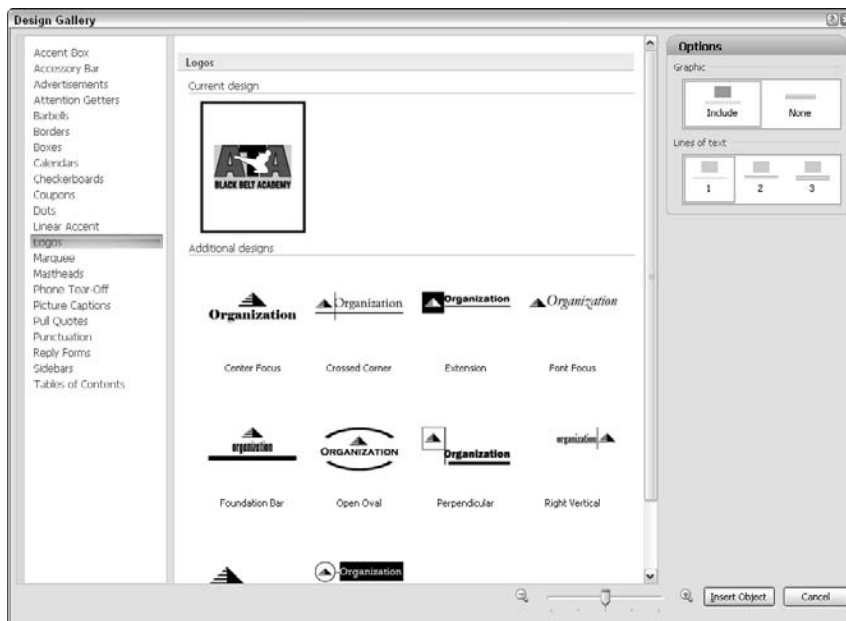 Design Gallery
Accent Box
Accessory Bar
Advertisements
Attention Getters
Barbells
Borders
Boxes
Calendars
Checkerboards
Coupons
Dots
Linear Accent
Logos
Marquee
Mastheads
Phone Tear-Off
Picture Captions
Pull Quotes
Punctuation
Reply Forms
Sidebars
Tables of Contents
Logos
Current design
ATA
BLACK BELT ACADEMY
Additional designs
Organization
Organization
Organization
Organization
Center Focus
Crossed Corner
Extension
Font Focus
organization
ORGANIZATION
Organization
organization
Foundation Bar
Open Oval
Perpendicular
Right Vertical
Organization
Options
Graphic
Include
None
Lines of text
1
2
3
Insert Object
Cancel